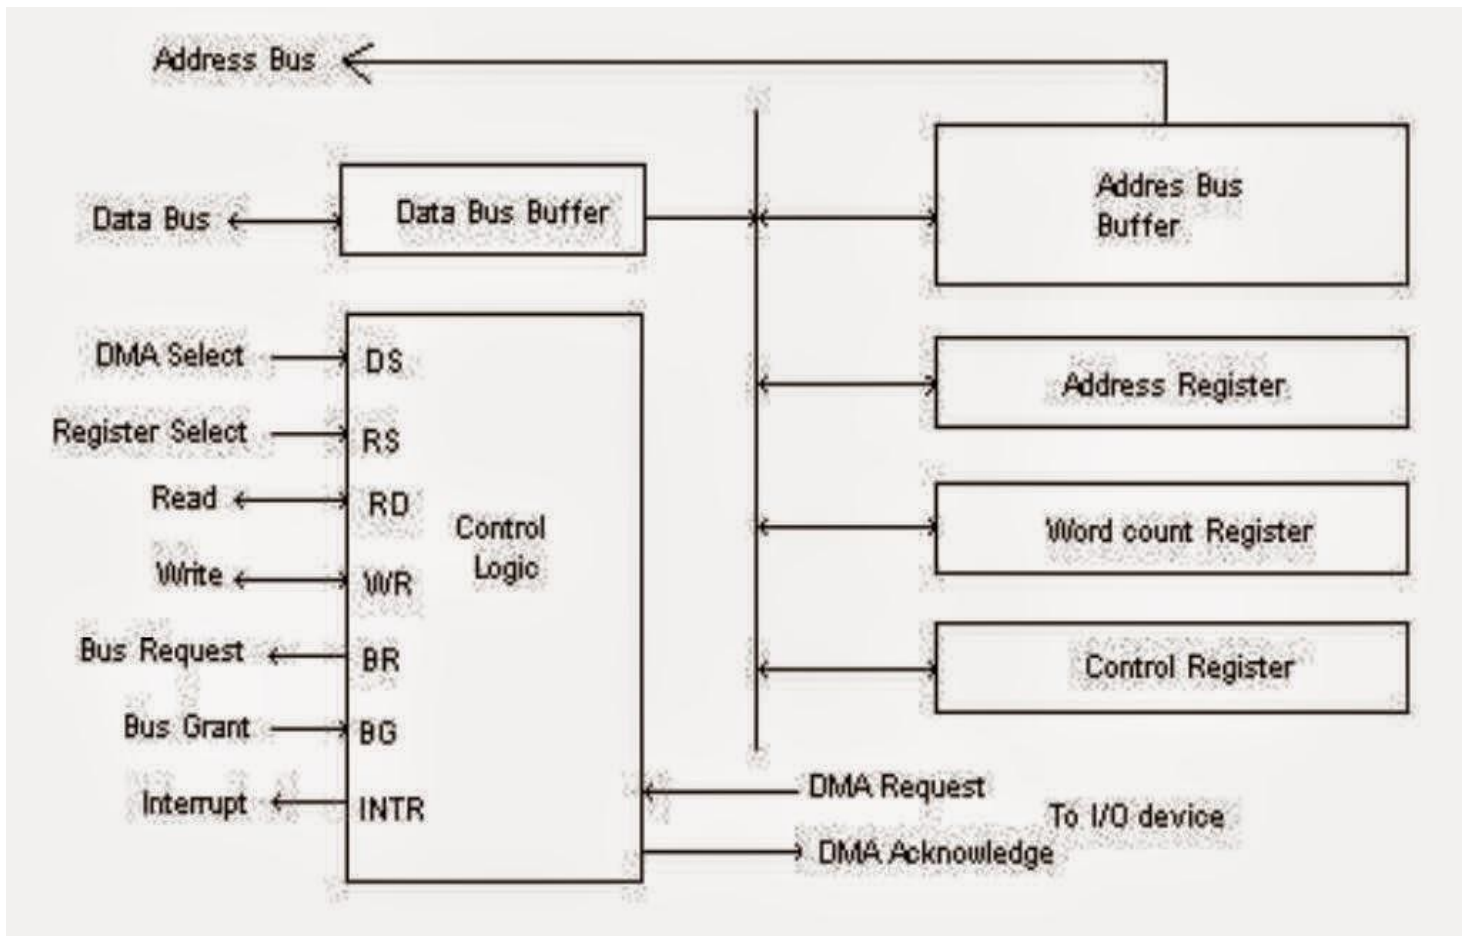 Address Bus
Addres Bus
Buffer
Data Bus
Data Bus Buffer
DMA Select
DS
Address Register
Register Select
RS
Read
RD
Control
Logic
Word count Register
Write
WR
Bus Request
BR
Control Register
Bus Grant
BG
Interrupt
INTR
DMA Request
To I/O device
DMA Acknowledge